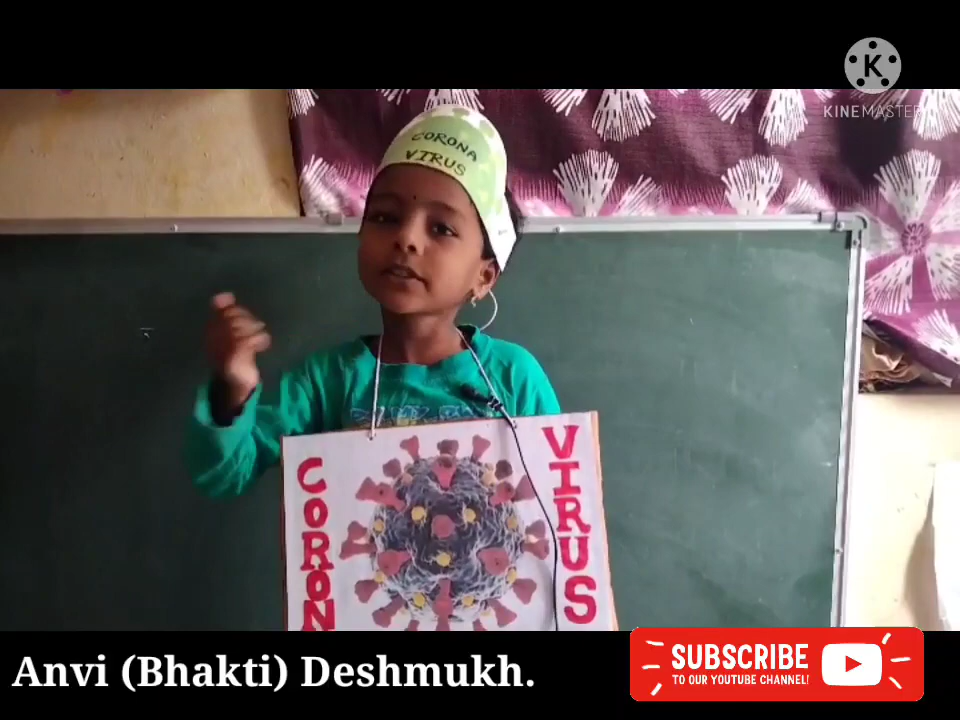 KINEMASTER
CORONA
VIRUS
CORON
VIRUS
Anvi (Bhakti) Deshmukh.
SUBSCRIBE
TO OUR YOUTUBE CHANNEL!